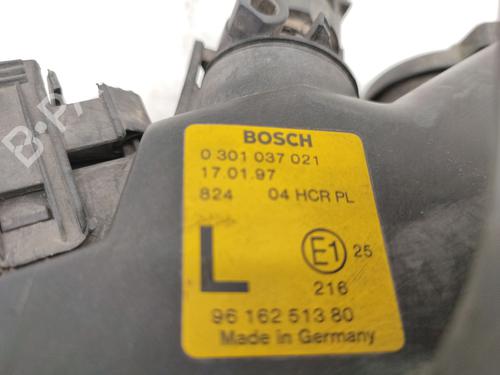 BOSCH
0 301 037 021
17.01.97
824 04 HCR PL
L E1 25
216
96 162 513 80
Made in Germany